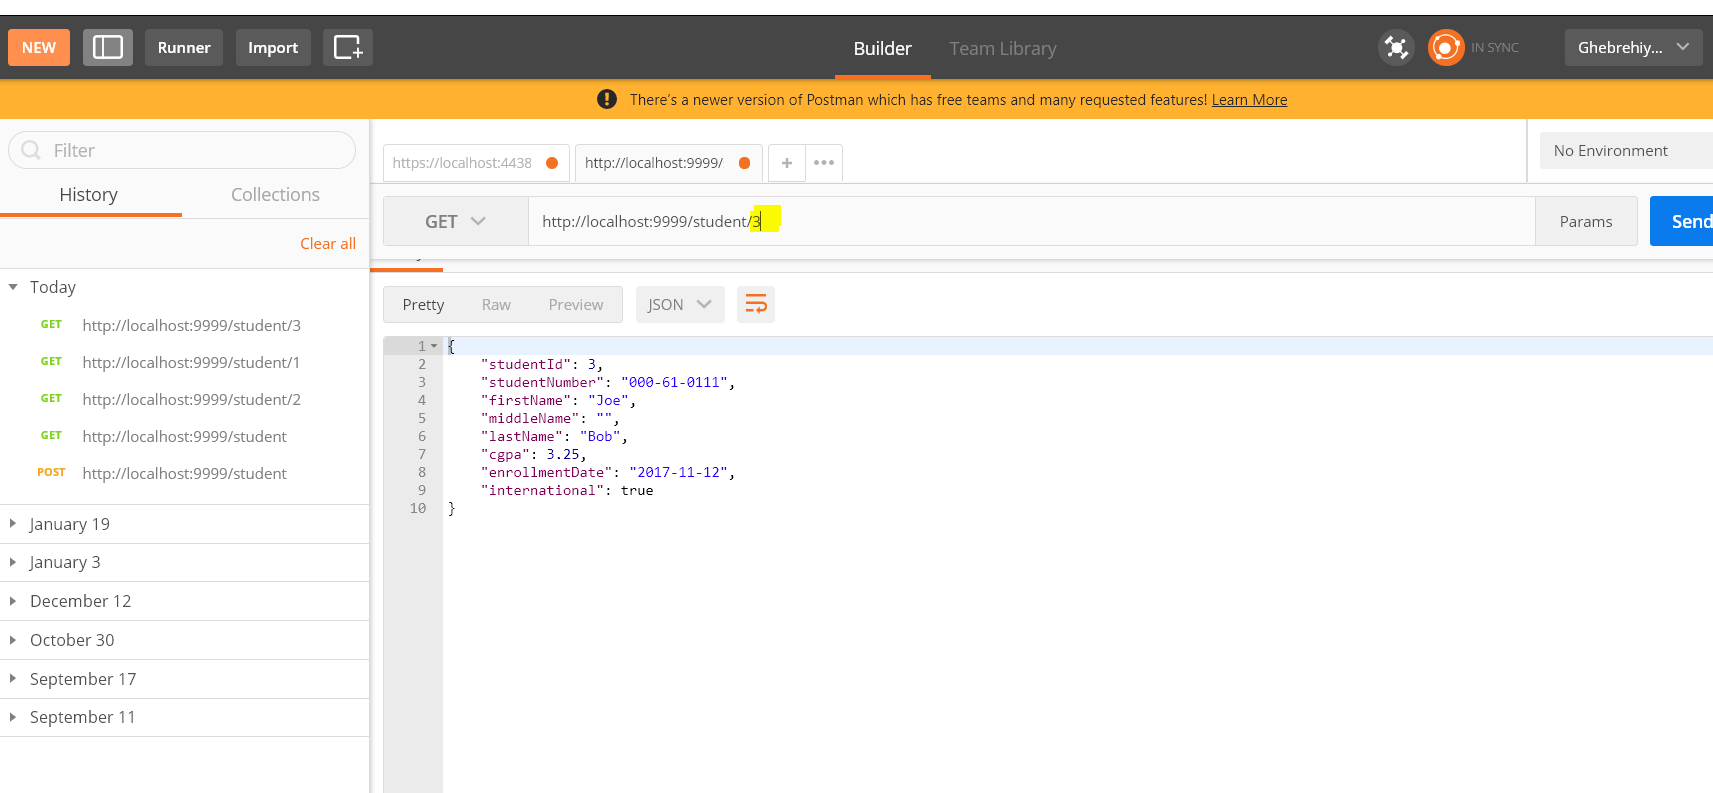 NEW Runner Import Builder Team Library IN SYNC Ghebrehiy...
There's a newer version of Postman which has free teams and many requested features! Learn More
Filter
History Collections
Clear all
Today
GET http://localhost:9999/student/3
GET http://localhost:9999/student/1
GET http://localhost:9999/student/2
GET http://localhost:9999/student
POST http://localhost:9999/student
January 19
January 3
December 12
October 30
September 17
September 11
https://localhost:4438 http://localhost:9999/ + •••
No Environment
GET http://localhost:9999/student/3 Params Send
Pretty Raw Preview JSON
1 {
2 "studentId": 3,
3 "studentNumber": "000-61-0111",
4 "firstName": "Joe",
5 "middleName": "",
6 "lastName": "Bob",
7 "cgpa": 3.25,
8 "enrollmentDate": "2017-11-12",
9 "international": true
10 }